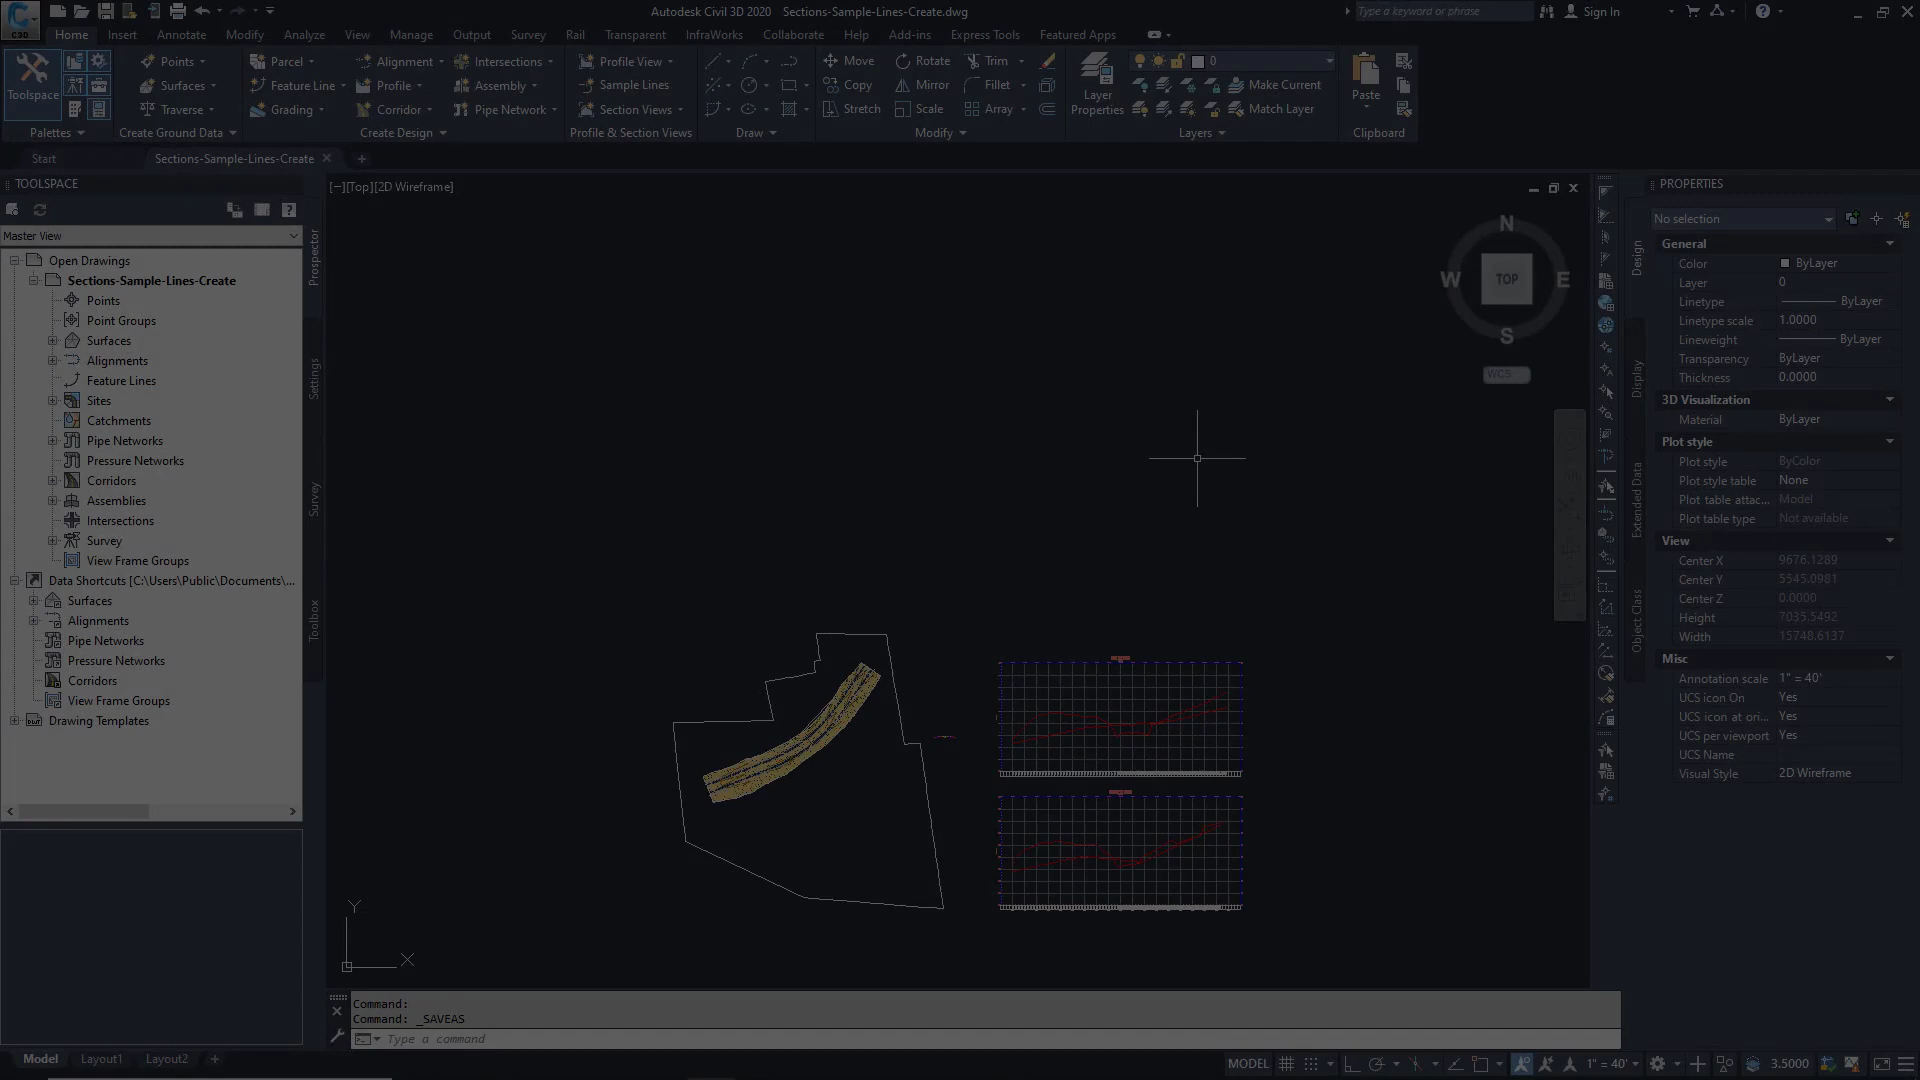 Autodesk Civil 3D 2020 Sections-Sample-Lines-Create.dwg
Type a keyword or phrase
Sign In
C3D
Home Insert Annotate Modify Analyze View Manage Output Survey Rail Transparent InfraWorks Collaborate Help Add-ins Express Tools Featured Apps
Points Parcel Alignment Intersections Profile View Move Rotate Trim 0
Toolspace Surfaces Feature Line Profile Assembly Sample Lines Copy Mirror Fillet Layer Properties Make Current Paste
Traverse Grading Corridor Pipe Network Section Views Stretch Scale Array Match Layer
Palettes Create Ground Data Create Design Profile & Section Views Draw Modify Layers Clipboard
Start Sections-Sample-Lines-Create
TOOLSPACE
[−][Top][2D Wireframe]
PROPERTIES
Master View
Open Drawings
Sections-Sample-Lines-Create
Points
Point Groups
Surfaces
Alignments
Feature Lines
Sites
Catchments
Pipe Networks
Pressure Networks
Corridors
Assemblies
Intersections
Survey
View Frame Groups
Data Shortcuts [C:\Users\Public\Documents\...
Surfaces
Alignments
Pipe Networks
Pressure Networks
Corridors
View Frame Groups
Drawing Templates
Prospector
Settings
Survey
Toolbox
N
W TOP E
S
WCS
Y
X
Design
Display
Extended Data
Object Class
No selection
General
Color ByLayer
Layer 0
Linetype ByLayer
Linetype scale 1.0000
Lineweight ByLayer
Transparency ByLayer
Thickness 0.0000
3D Visualization
Material ByLayer
Plot style
Plot style ByColor
Plot style table None
Plot table attac... Model
Plot table type Not available
View
Center X 9676.1289
Center Y 5545.0981
Center Z 0.0000
Height 7035.5492
Width 15748.6137
Misc
Annotation scale 1" = 40'
UCS icon On Yes
UCS icon at ori... Yes
UCS per viewport Yes
UCS Name
Visual Style 2D Wireframe
Command:
Command: _SAVEAS
Type a command
Model Layout1 Layout2 +
MODEL 1" = 40' 3.5000